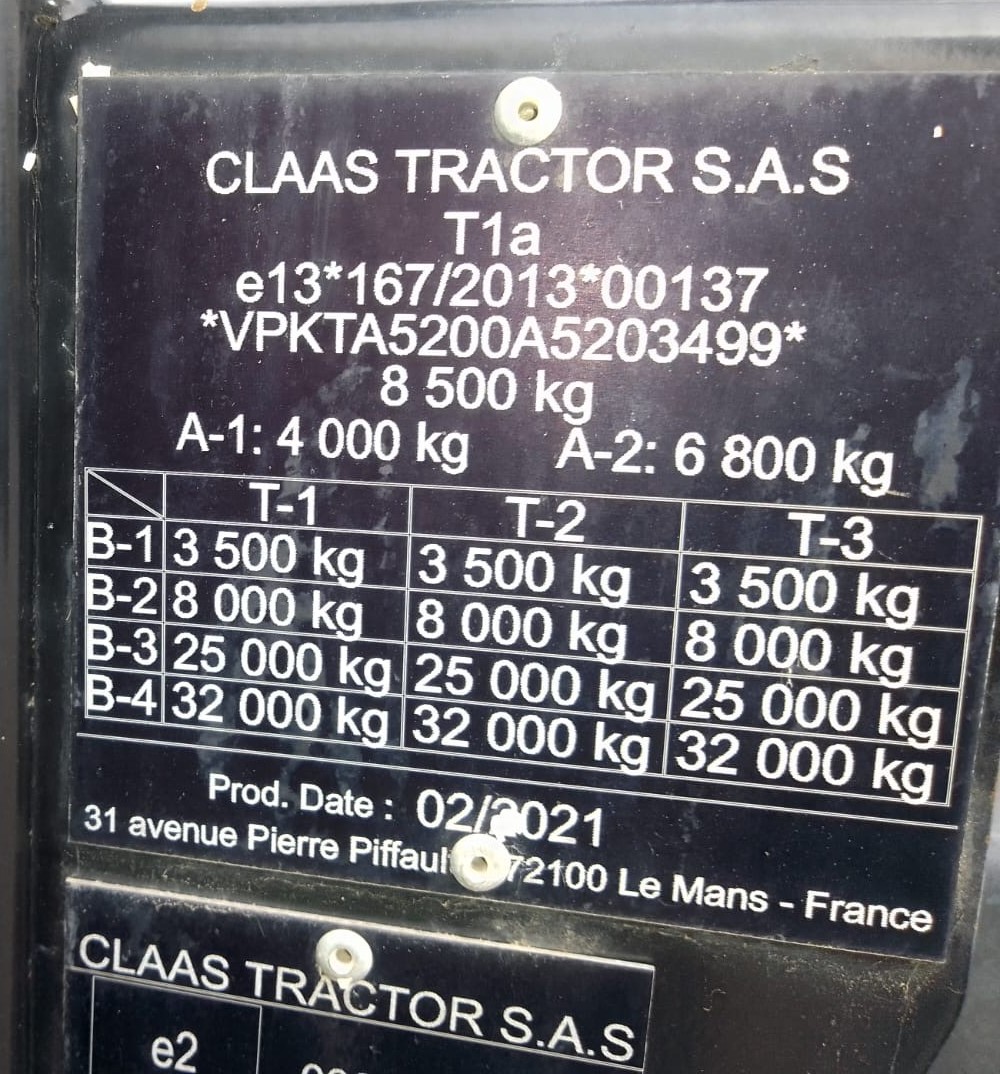 CLAAS TRACTOR S.A.S
T1a
e13*167/2013*00137
*VPKTA5200A5203499*
8 500 kg
A-1: 4 000 kg A-2: 6 800 kg
T-1 T-2 T-3
B-1 3 500 kg 3 500 kg 3 500 kg
B-2 8 000 kg 8 000 kg 8 000 kg
B-3 25 000 kg 25 000 kg 25 000 kg
B-4 32 000 kg 32 000 kg 32 000 kg
Prod. Date : 02/2021
31 avenue Pierre Piffaul 72100 Le Mans - France
CLAAS TRACTOR S.A.S
e2